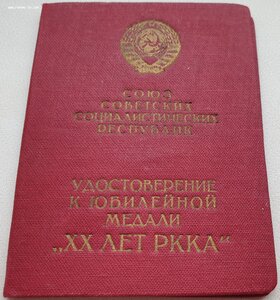 СОЮЗ
СОВЕТСКИХ
СОЦИАЛИСТИЧЕСКИХ
РЕСПУБЛИК
УДОСТОВЕРЕНИЕ
К ЮБИЛЕЙНОЙ
МЕДАЛИ
„XX ЛЕТ РККА“